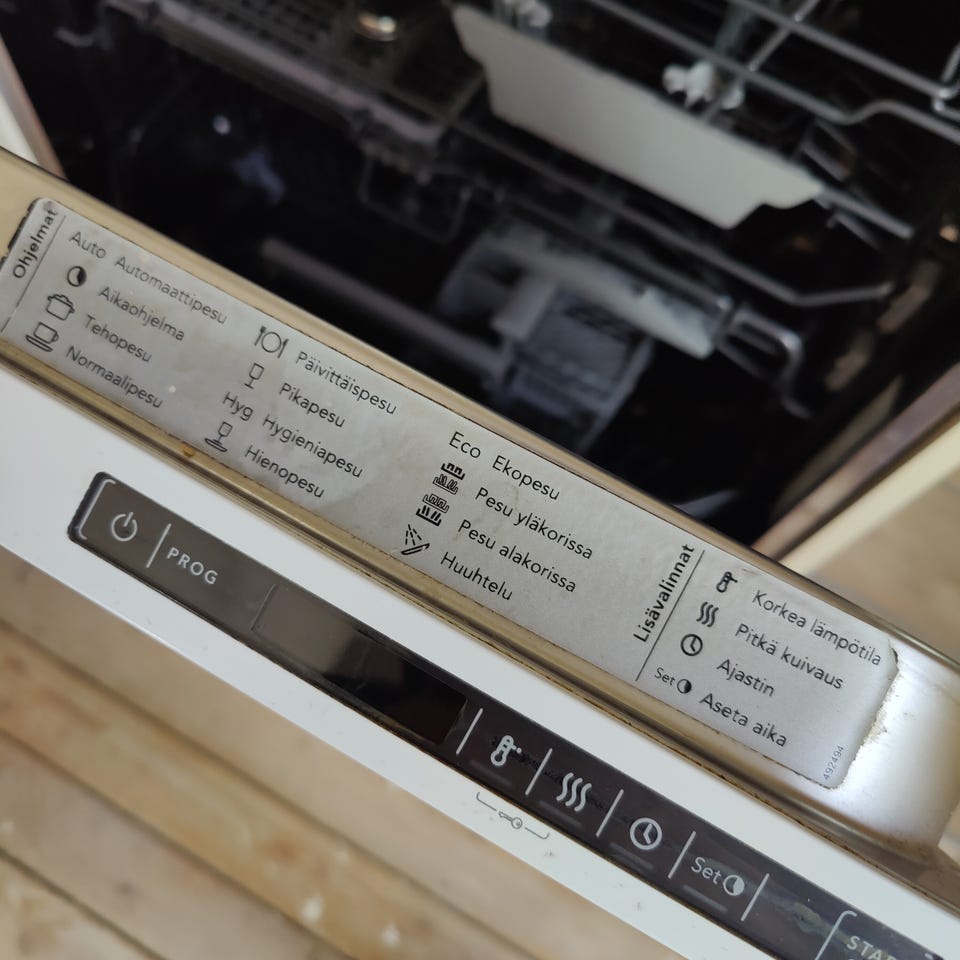 Ohjelmat
Auto Automaattipesu
Aikaohjelma
Tehopesu
Normaalipesu
Päivittäispesu
Pikapesu
Hyg Hygieniapesu
Hienopesu
Eco Ekopesu
Pesu yläkorissa
Pesu alakorissa
Huuhtelu
Lisävalinnat
Korkea lämpötila
Pitkä kuivaus
Ajastin
Set Aseta aika
492494
PROG
Set